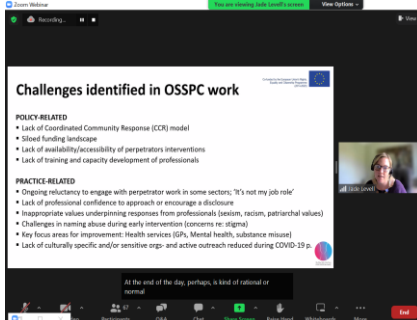 Zoom Webinar
You are viewing Jade Levell's screen
View Options
Recording...
View
Challenges identified in OSSPC work
POLICY-RELATED
▪ Lack of Coordinated Community Response (CCR) model
▪ Siloed funding landscape
▪ Lack of availability/accessibility of perpetrators interventions
▪ Lack of training and capacity development of professionals
PRACTICE-RELATED
▪ Ongoing reluctance to engage with perpetrator work in some sectors; 'It's not my job role'
▪ Lack of professional confidence to approach or encourage a disclosure
▪ Inappropriate values underpinning responses from professionals (sexism, racism, patriarchal values)
▪ Challenges in naming abuse during early intervention (concerns re: stigma)
▪ Key focus areas for improvement: Health services (GPs, Mental health, substance misuse)
▪ Lack of culturally specific and/or sensitive orgs- and active outreach reduced during COVID-19 p.
Jade Levell
At the end of the day, perhaps, is kind of rational or
normal
Participants
Q&A
Chat
Share Screen
Raise Hand
Whiteboards
More
End